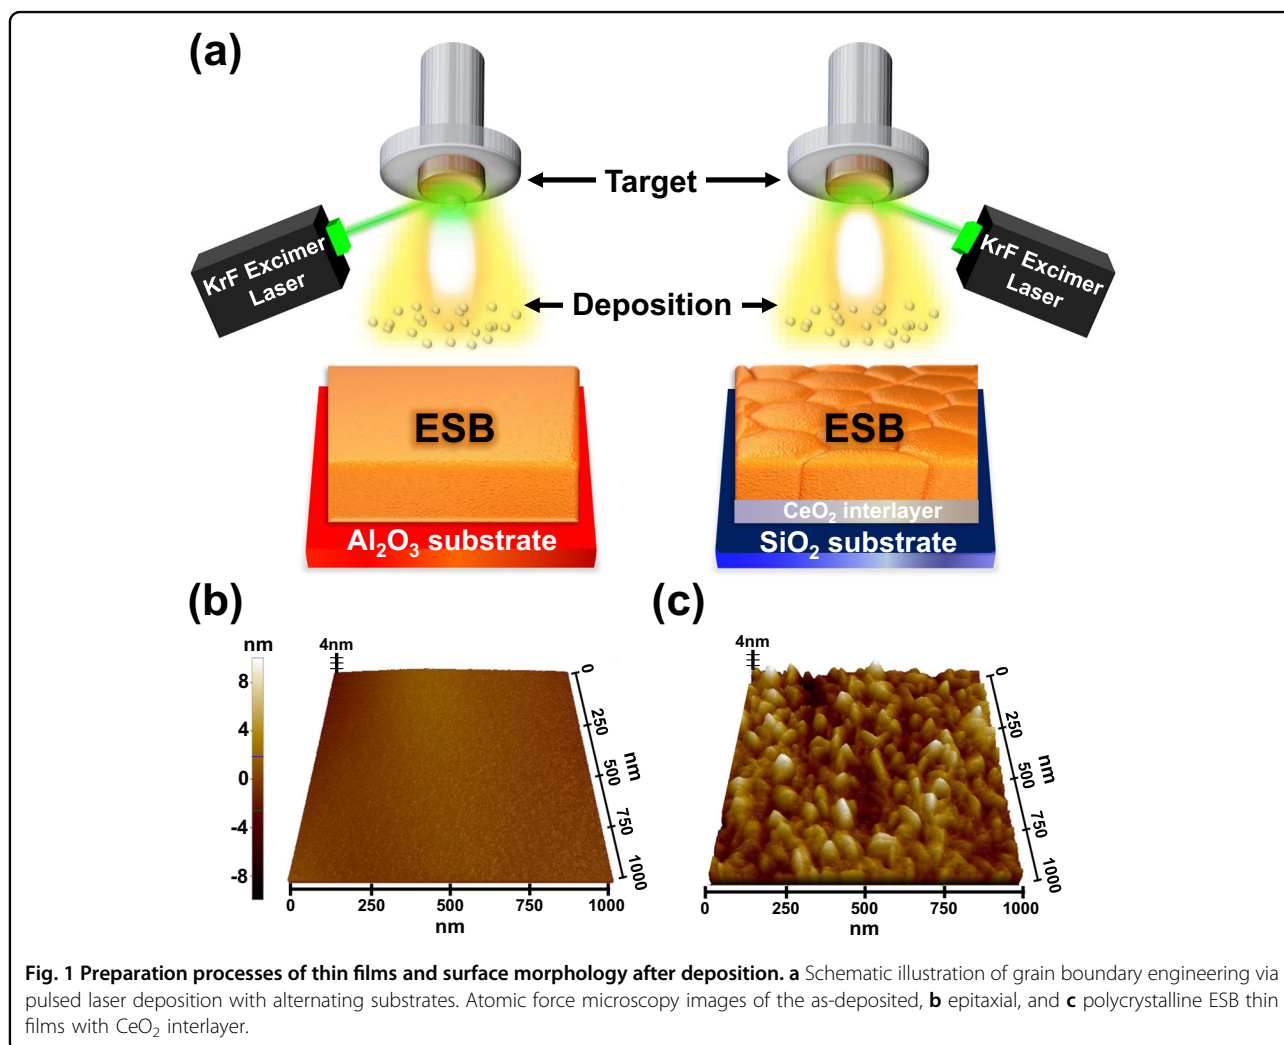 (a)
Target
KrF Excimer
Laser
KrF Excimer
Laser
Deposition
ESB
Al₂O₃ substrate
ESB
CeO₂ interlayer
SiO₂ substrate
(b)
nm
8
4
0
-4
-8
4nm
0
250
500
750
1000
nm
0
250
500
750
1000
nm
(c)
4nm
0
250
500
750
1000
nm
0
250
500
750
1000
nm
Fig. 1 Preparation processes of thin films and surface morphology after deposition. a Schematic illustration of grain boundary engineering via
pulsed laser deposition with alternating substrates. Atomic force microscopy images of the as-deposited, b epitaxial, and c polycrystalline ESB thin
films with CeO₂ interlayer.